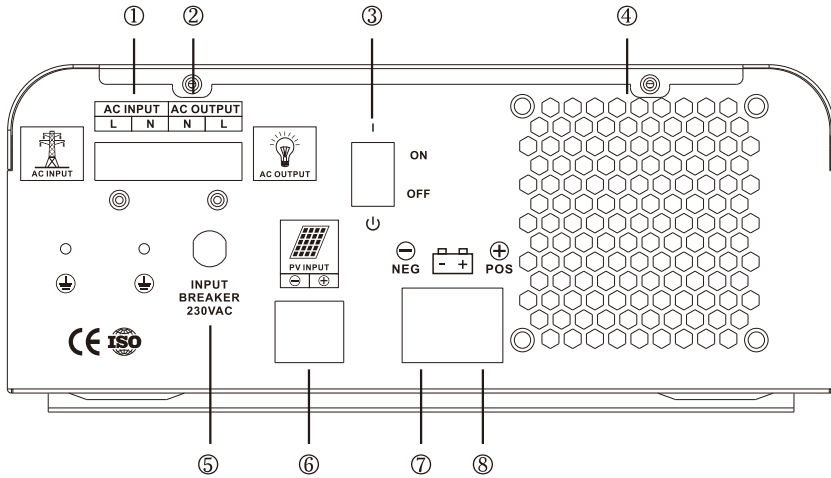 ① ② ③ ④
AC INPUT AC OUTPUT
L N N L
AC INPUT
AC OUTPUT
I
ON
OFF
PV INPUT
NEG
- +
POS
INPUT
BREAKER
230VAC
CE ISO
⑤ ⑥ ⑦ ⑧